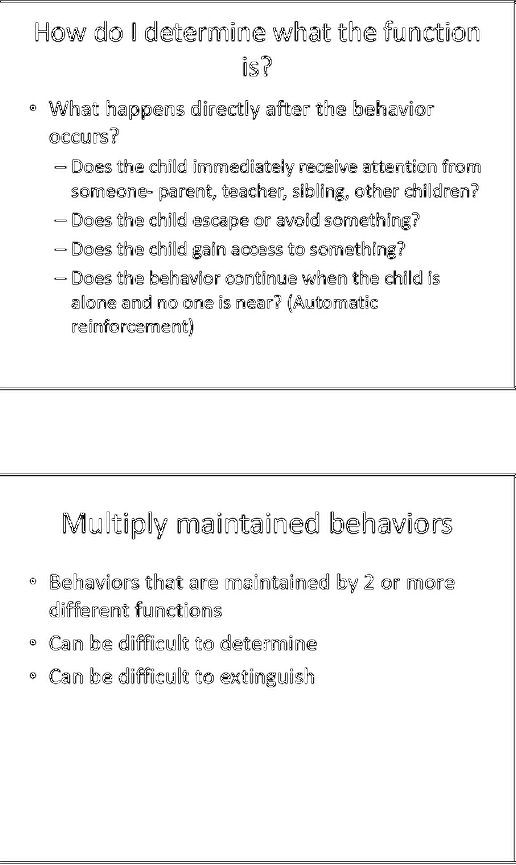 How do I determine what the function
is?
• What happens directly after the behavior
occurs?
– Does the child immediately receive attention from
someone- parent, teacher, sibling, other children?
– Does the child escape or avoid something?
– Does the child gain access to something?
– Does the behavior continue when the child is
alone and no one is near? (Automatic
reinforcement)
Multiply maintained behaviors
• Behaviors that are maintained by 2 or more
different functions
• Can be difficult to determine
• Can be difficult to extinguish